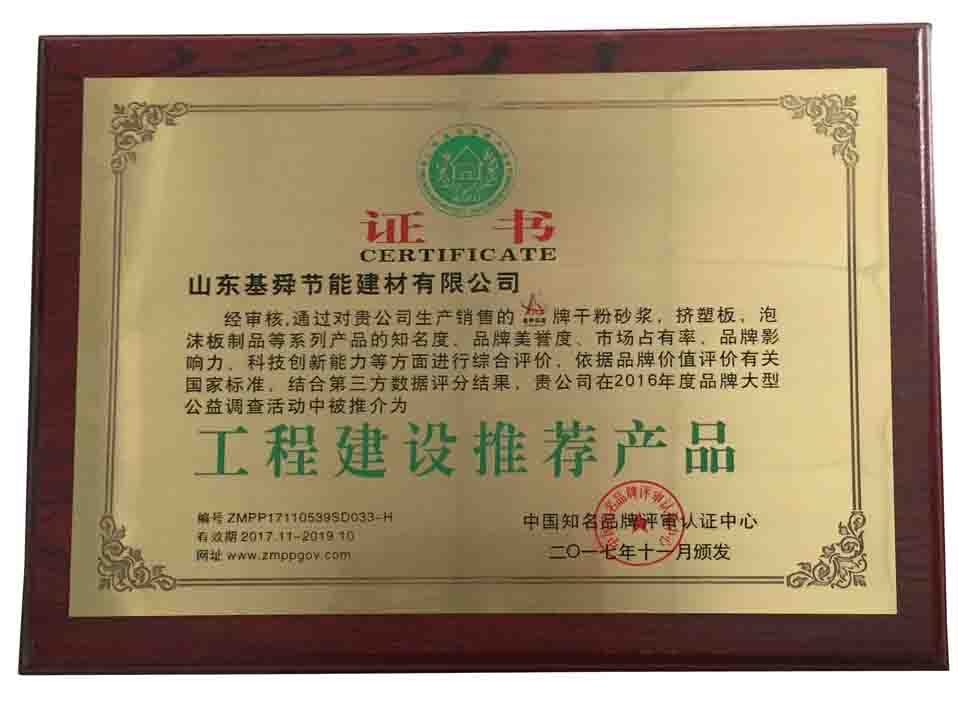 证 书
CERTIFICATE
山东基舜节能建材有限公司
经审核,通过对贵公司生产销售的 牌干粉砂浆,挤塑板,泡
沫板制品等系列产品的知名度、品牌美誉度、市场占有率、品牌影
响力、科技创新能力等方面进行综合评价,依据品牌价值评价有关
国家标准,结合第三方数据评分结果,贵公司在2016年度品牌大型
公益调查活动中被推介为
工程建设推荐产品
编号 ZMPP17110539SD033-H
有效期 2017.11-2019.10
网址 www.zmppgov.com
中国知名品牌评审认证中心
二〇一七年十一月颁发